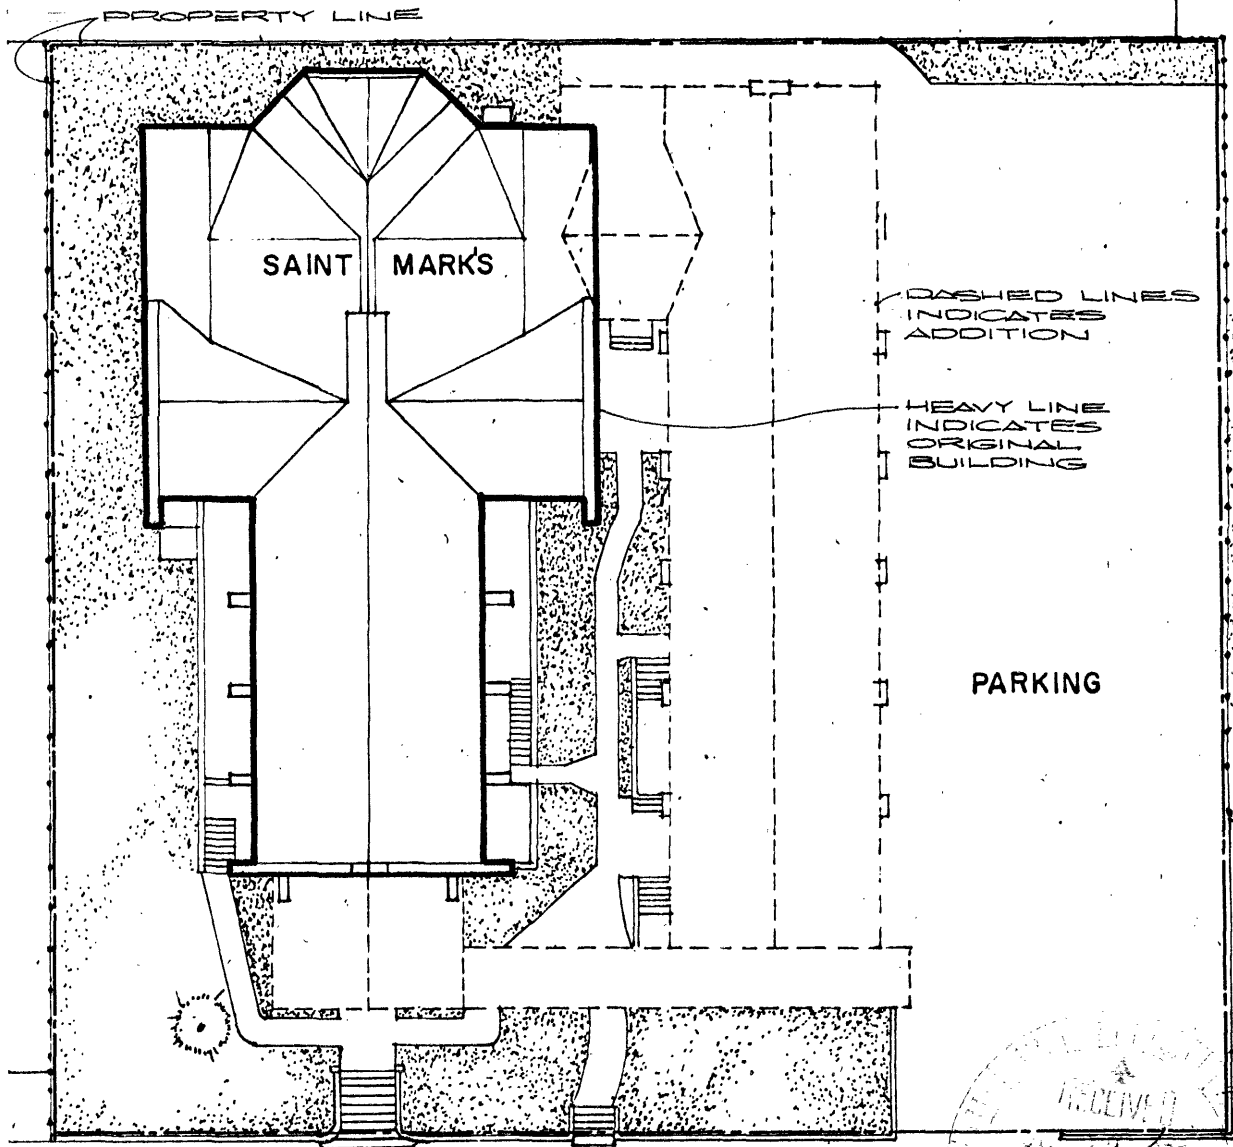 PROPERTY LINE
SAINT MARK'S
DASHED LINES
INDICATES
ADDITION
HEAVY LINE
INDICATES
ORIGINAL
BUILDING
PARKING
RECEIVED